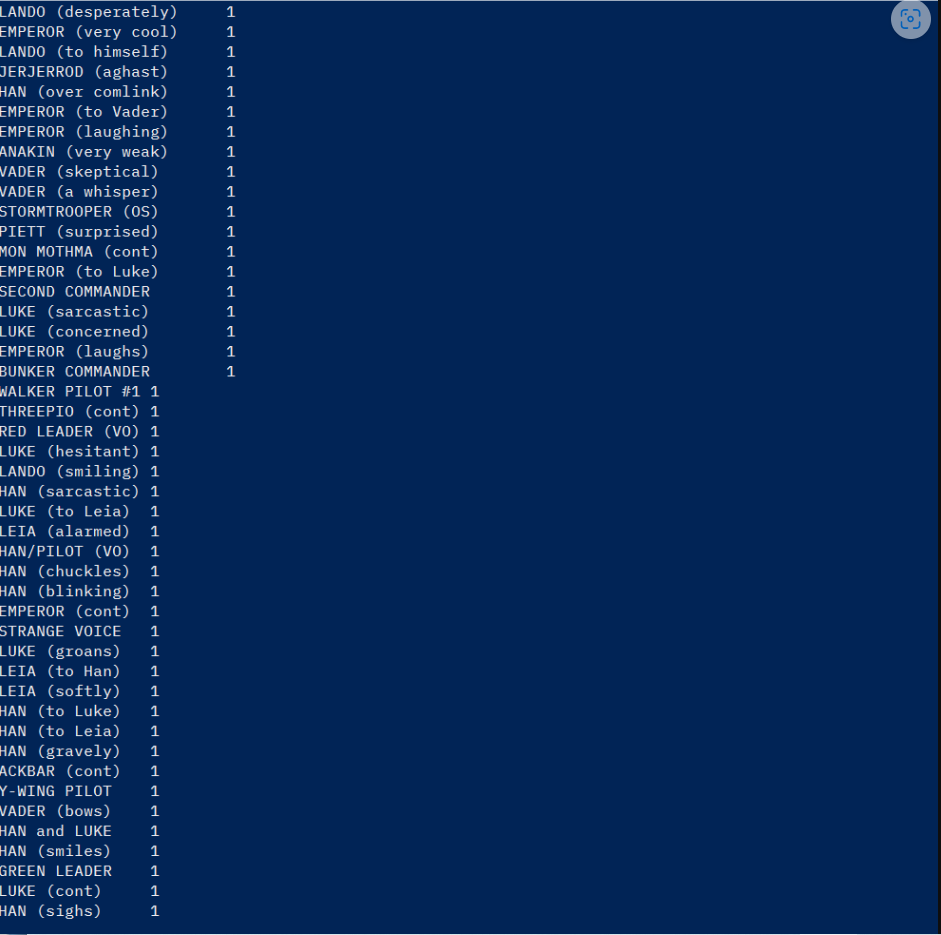 LANDO (desperately) 1
EMPEROR (very cool) 1
LANDO (to himself) 1
JERJERROD (aghast) 1
HAN (over comlink) 1
EMPEROR (to Vader) 1
EMPEROR (laughing) 1
ANAKIN (very weak) 1
VADER (skeptical) 1
VADER (a whisper) 1
STORMTROOPER (OS) 1
PIETT (surprised) 1
MON MOTHMA (cont) 1
EMPEROR (to Luke) 1
SECOND COMMANDER 1
LUKE (sarcastic) 1
LUKE (concerned) 1
EMPEROR (laughs) 1
BUNKER COMMANDER 1
WALKER PILOT #1 1
THREEPIO (cont) 1
RED LEADER (VO) 1
LUKE (hesitant) 1
LANDO (smiling) 1
HAN (sarcastic) 1
LUKE (to Leia) 1
LEIA (alarmed) 1
HAN/PILOT (VO) 1
HAN (chuckles) 1
HAN (blinking) 1
EMPEROR (cont) 1
STRANGE VOICE 1
LUKE (groans) 1
LEIA (to Han) 1
LEIA (softly) 1
HAN (to Luke) 1
HAN (to Leia) 1
HAN (gravely) 1
ACKBAR (cont) 1
Y-WING PILOT 1
VADER (bows) 1
HAN and LUKE 1
HAN (smiles) 1
GREEN LEADER 1
LUKE (cont) 1
HAN (sighs) 1